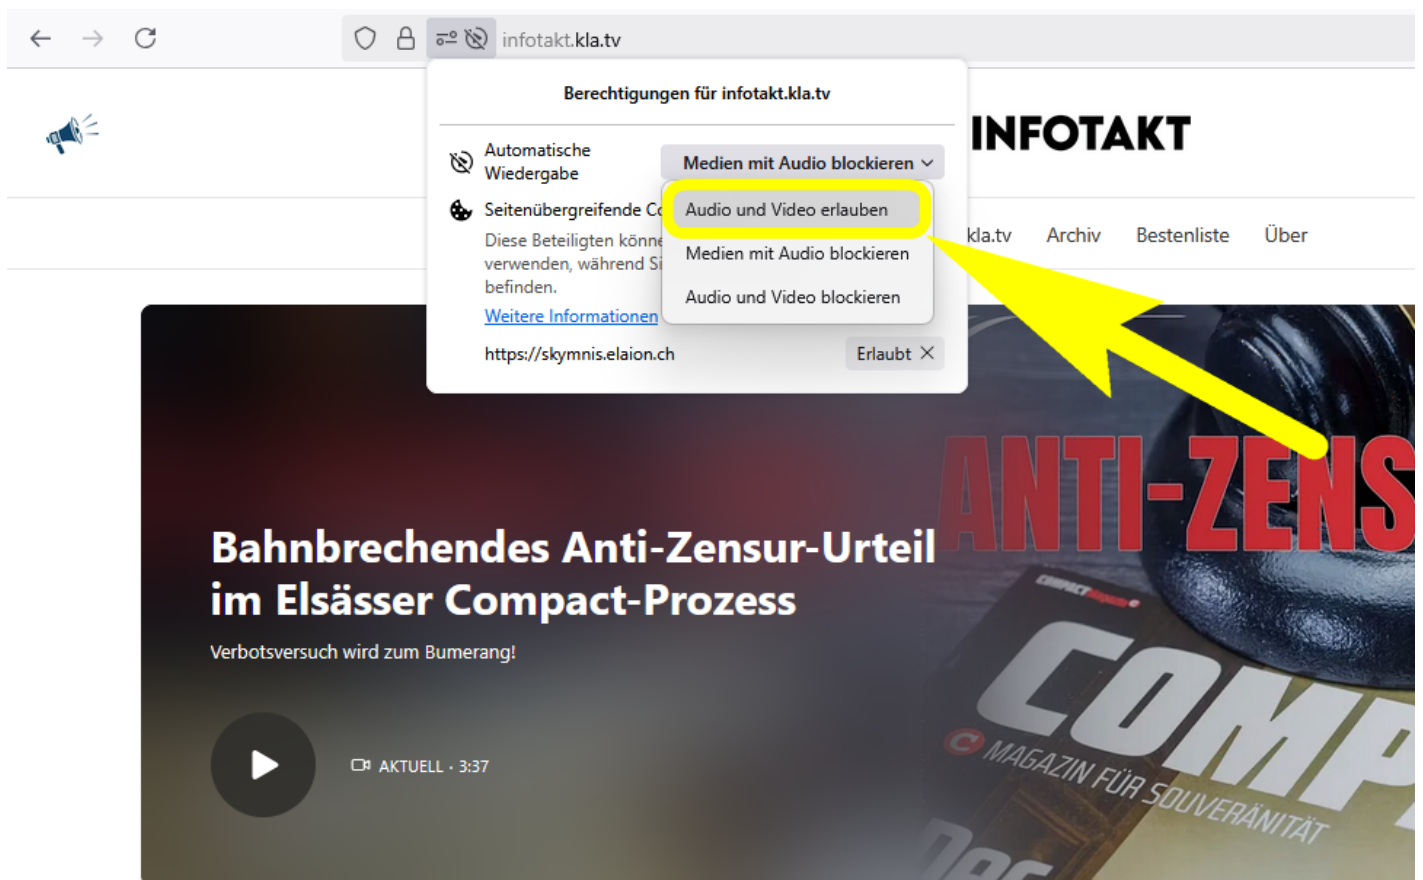 infotakt.kla.tv
Berechtigungen für infotakt.kla.tv
INFOTAKT
Automatische
Wiedergabe
Medien mit Audio blockieren
Seitenübergreifende Co
Audio und Video erlauben
Diese Beteiligten könne
Medien mit Audio blockieren
verwenden, während Si
befinden.
Audio und Video blockieren
Weitere Informationen
https://skymnis.elaion.ch
Erlaubt
kla.tv Archiv Bestenliste Über
ANTI-ZENS
Bahnbrechendes Anti-Zensur-Urteil
im Elsässer Compact-Prozess
Verbotsversuch wird zum Bumerang!
AKTUELL · 3:37
COMP
MAGAZIN FÜR SOUVERÄNITÄT